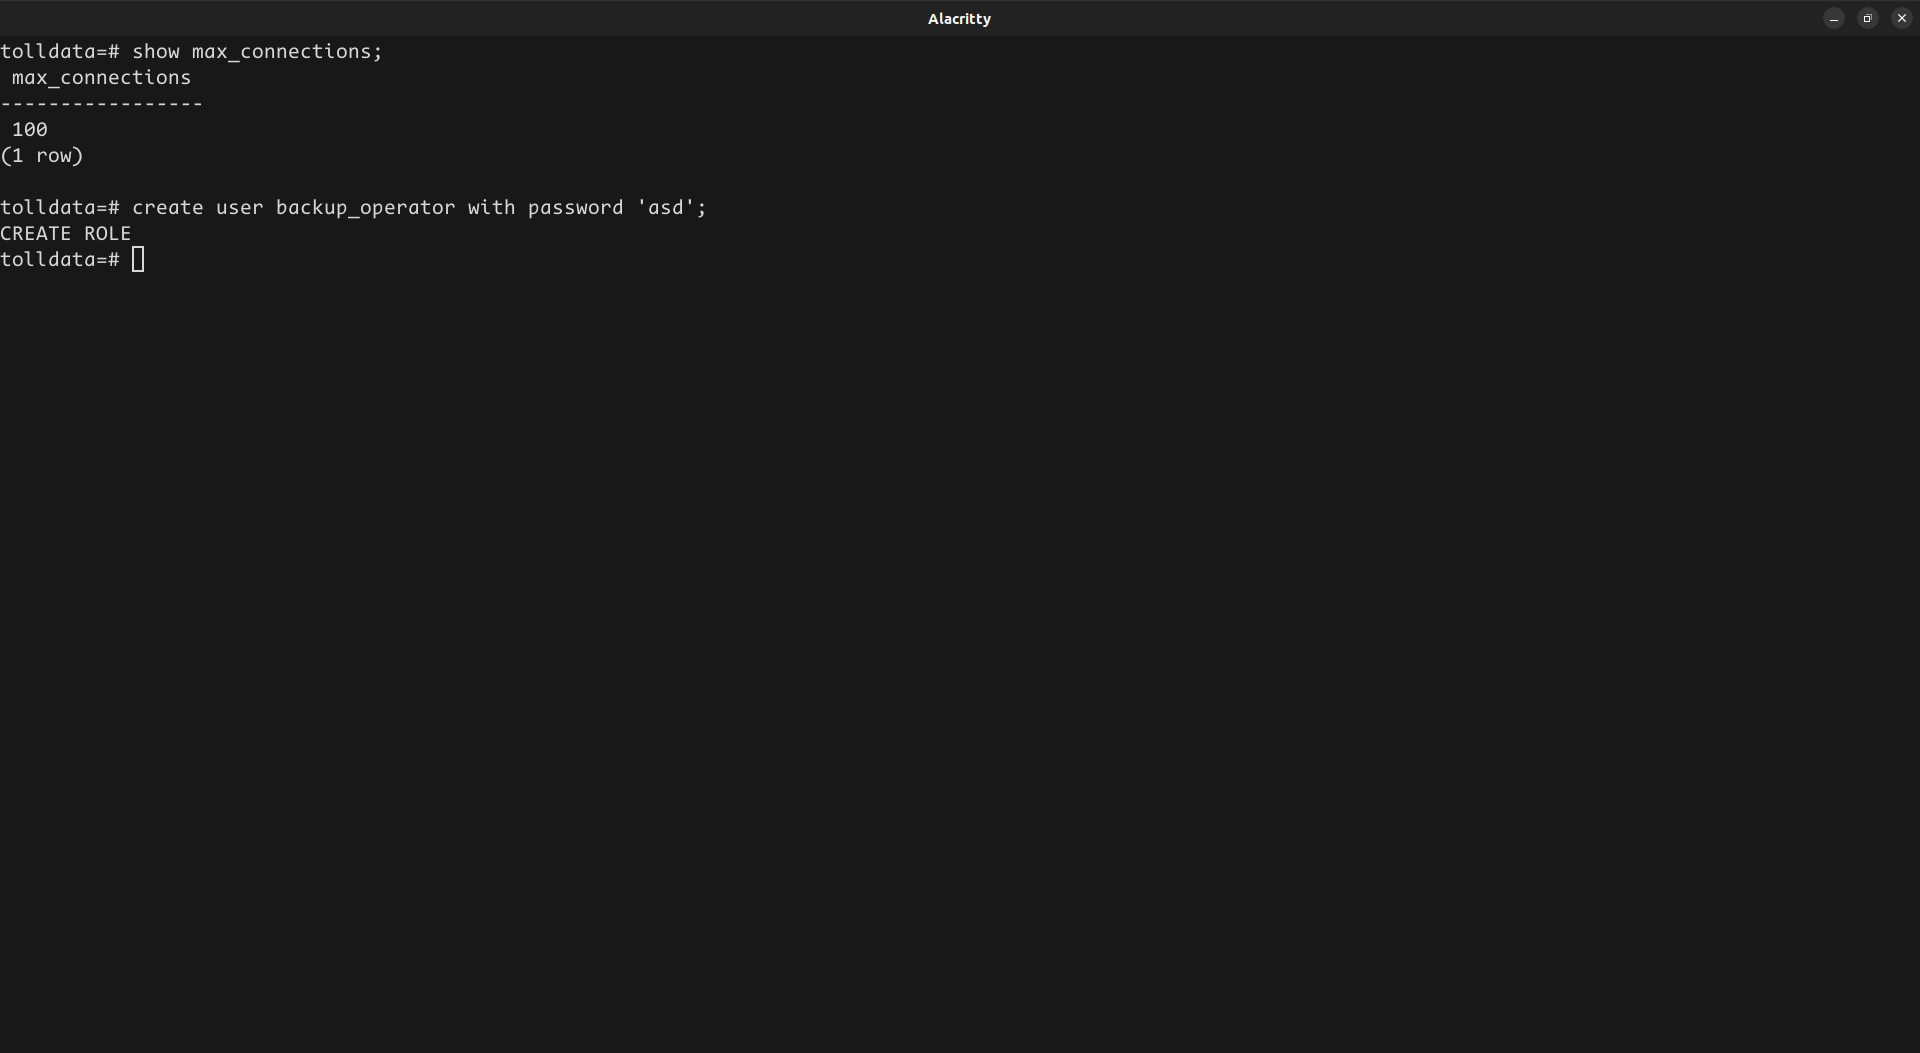 Alacritty
tolldata=# show max_connections;
 max_connections
-----------------
 100
(1 row)

tolldata=# create user backup_operator with password 'asd';
CREATE ROLE
tolldata=#